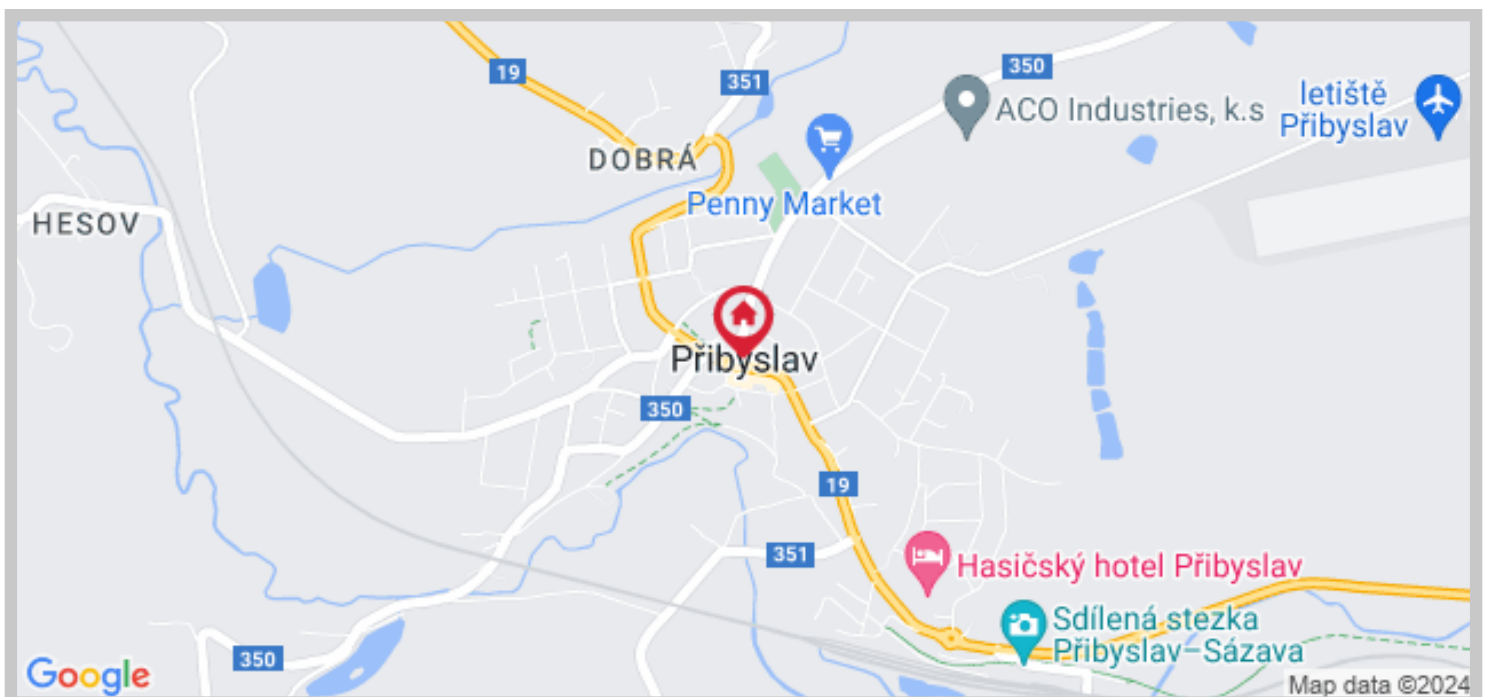 350
19
351
letiště
Přibyslav
ACO Industries, k.s
DOBRÁ
Penny Market
HESOV
Přibyslav
350
19
351
Hasičský hotel Přibyslav
Sdílená stezka
Přibyslav–Sázava
350
Google
Map data ©2024